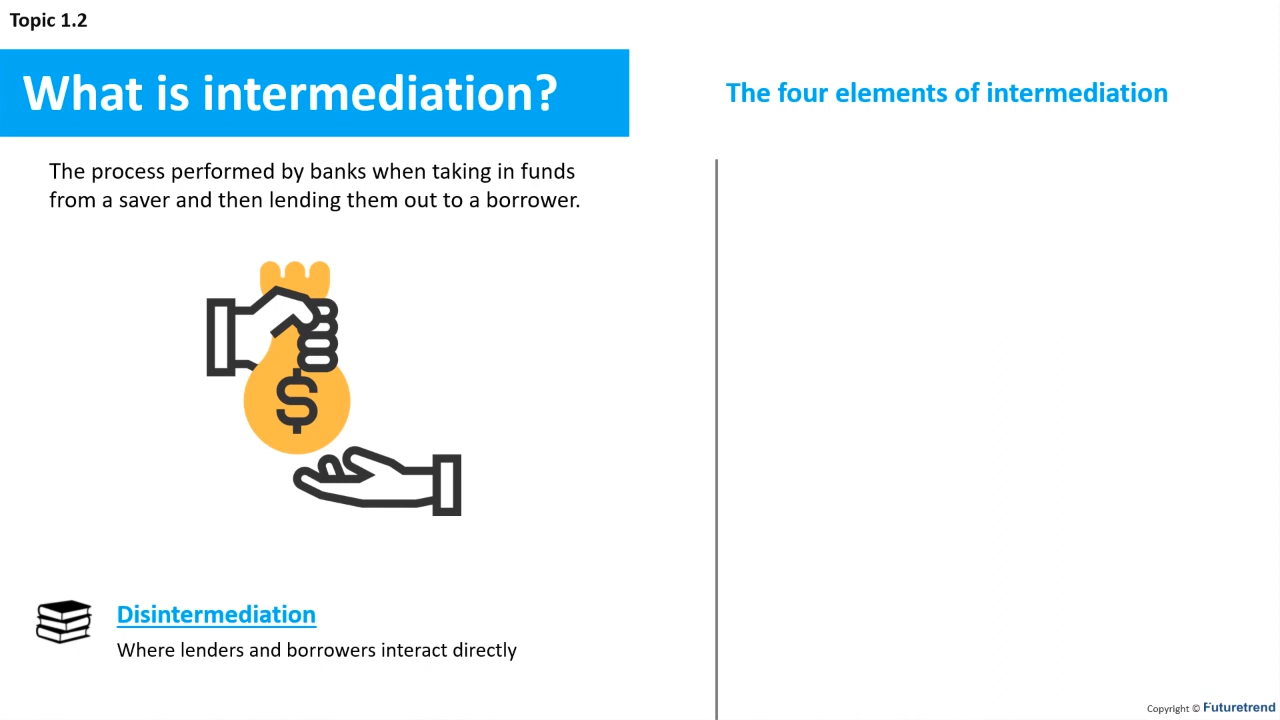 Topic 1.2
What is intermediation?
The process performed by banks when taking in funds
from a saver and then lending them out to a borrower.
$
Disintermediation
Where lenders and borrowers interact directly
The four elements of intermediation
Copyright © Futuretrend